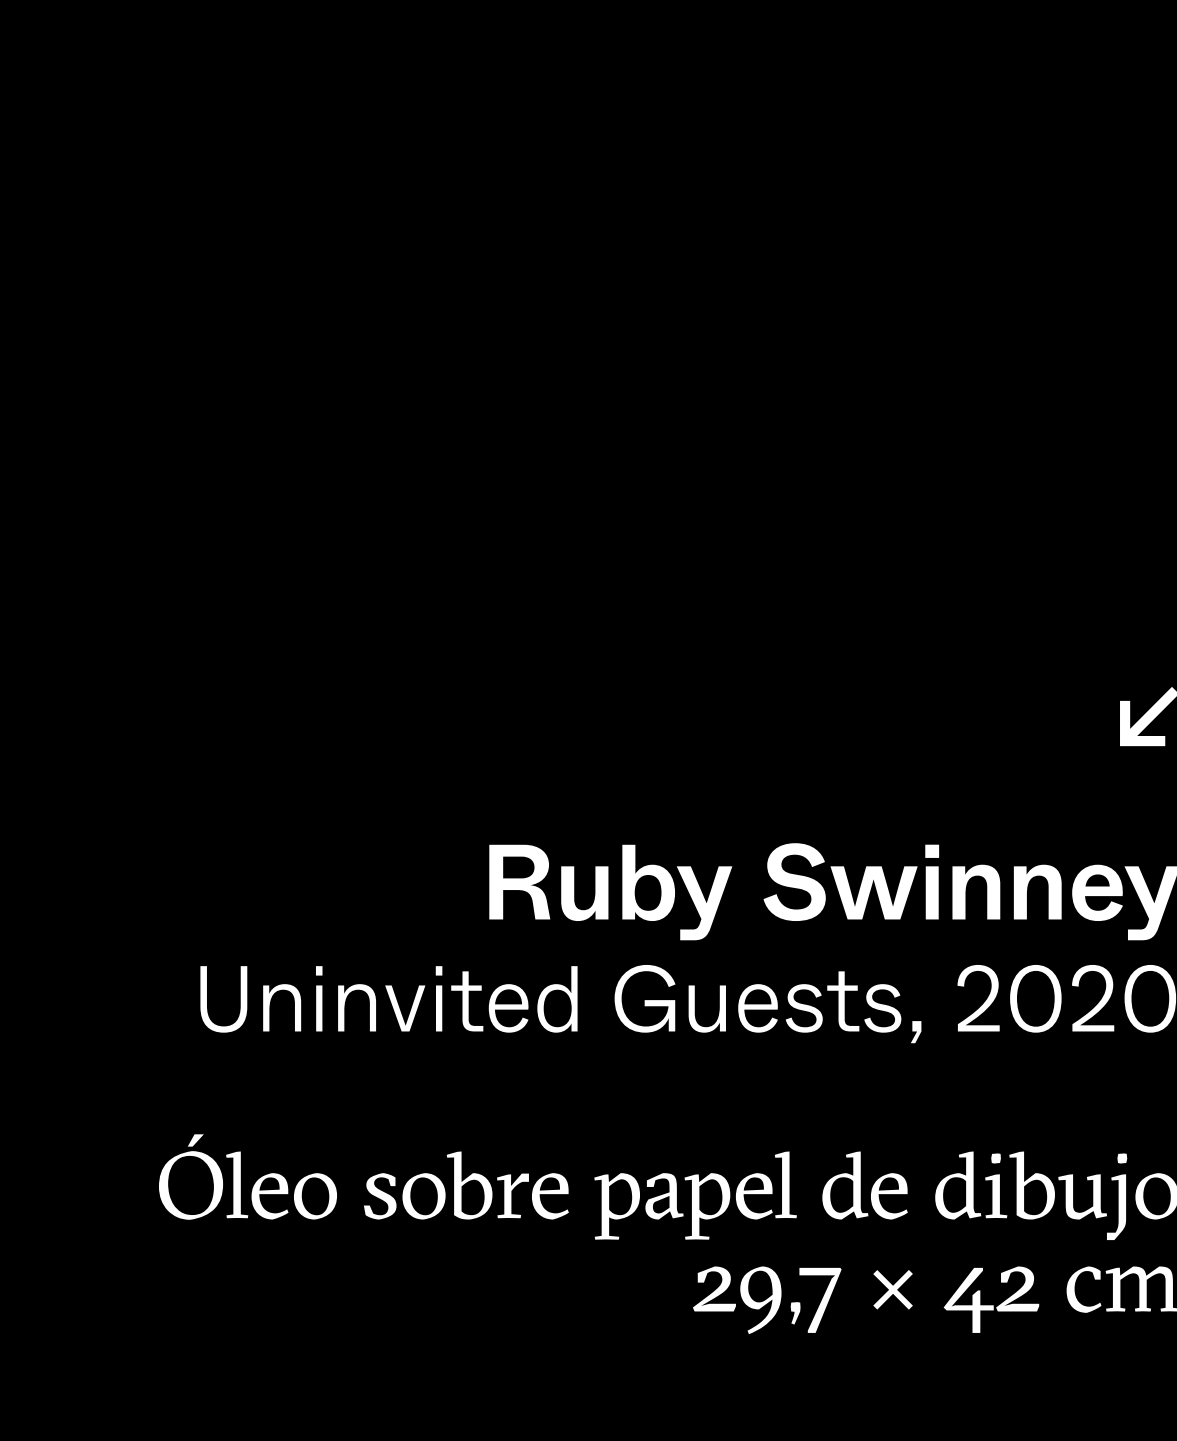 ↙
Ruby Swinney
Uninvited Guests, 2020
Óleo sobre papel de dibujo
29,7 × 42 cm